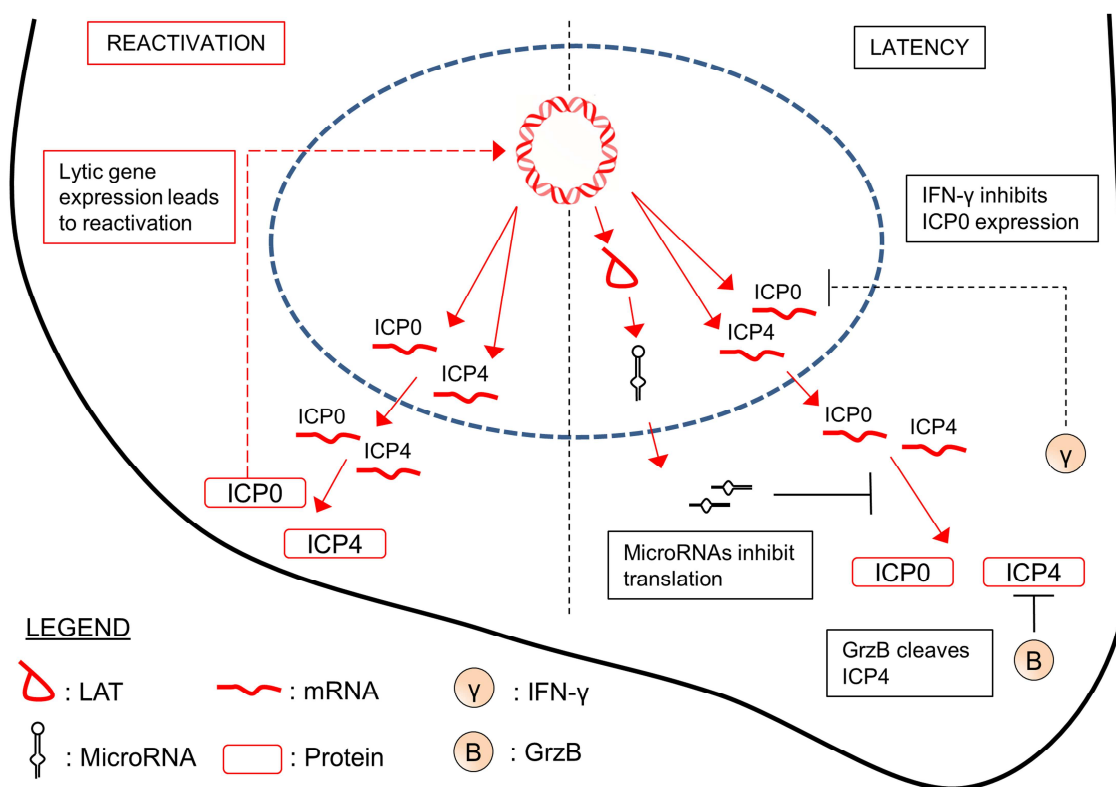 REACTIVATION
LATENCY
Lytic gene
expression leads
to reactivation
IFN-γ inhibits
ICP0 expression
ICP0
ICP4
ICP0
ICP4
ICP0
ICP4
ICP0
ICP4
ICP0
ICP4
γ
MicroRNAs inhibit
translation
ICP0
ICP4
GrzB cleaves
ICP4
B
LEGEND
: LAT
: mRNA
γ : IFN-γ
: MicroRNA
: Protein
B : GrzB